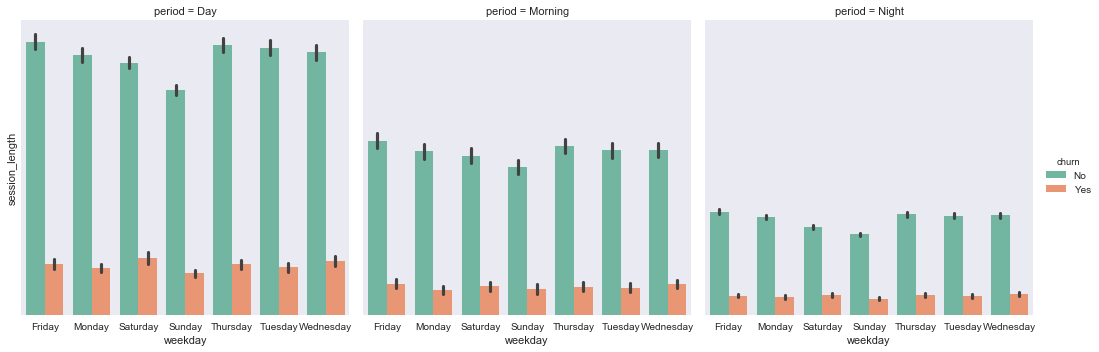 period = Day
period = Morning
period = Night
session_length
Friday Monday Saturday Sunday Thursday Tuesday Wednesday
weekday
Friday Monday Saturday Sunday Thursday Tuesday Wednesday
weekday
Friday Monday Saturday Sunday Thursday Tuesday Wednesday
weekday
churn
No
Yes